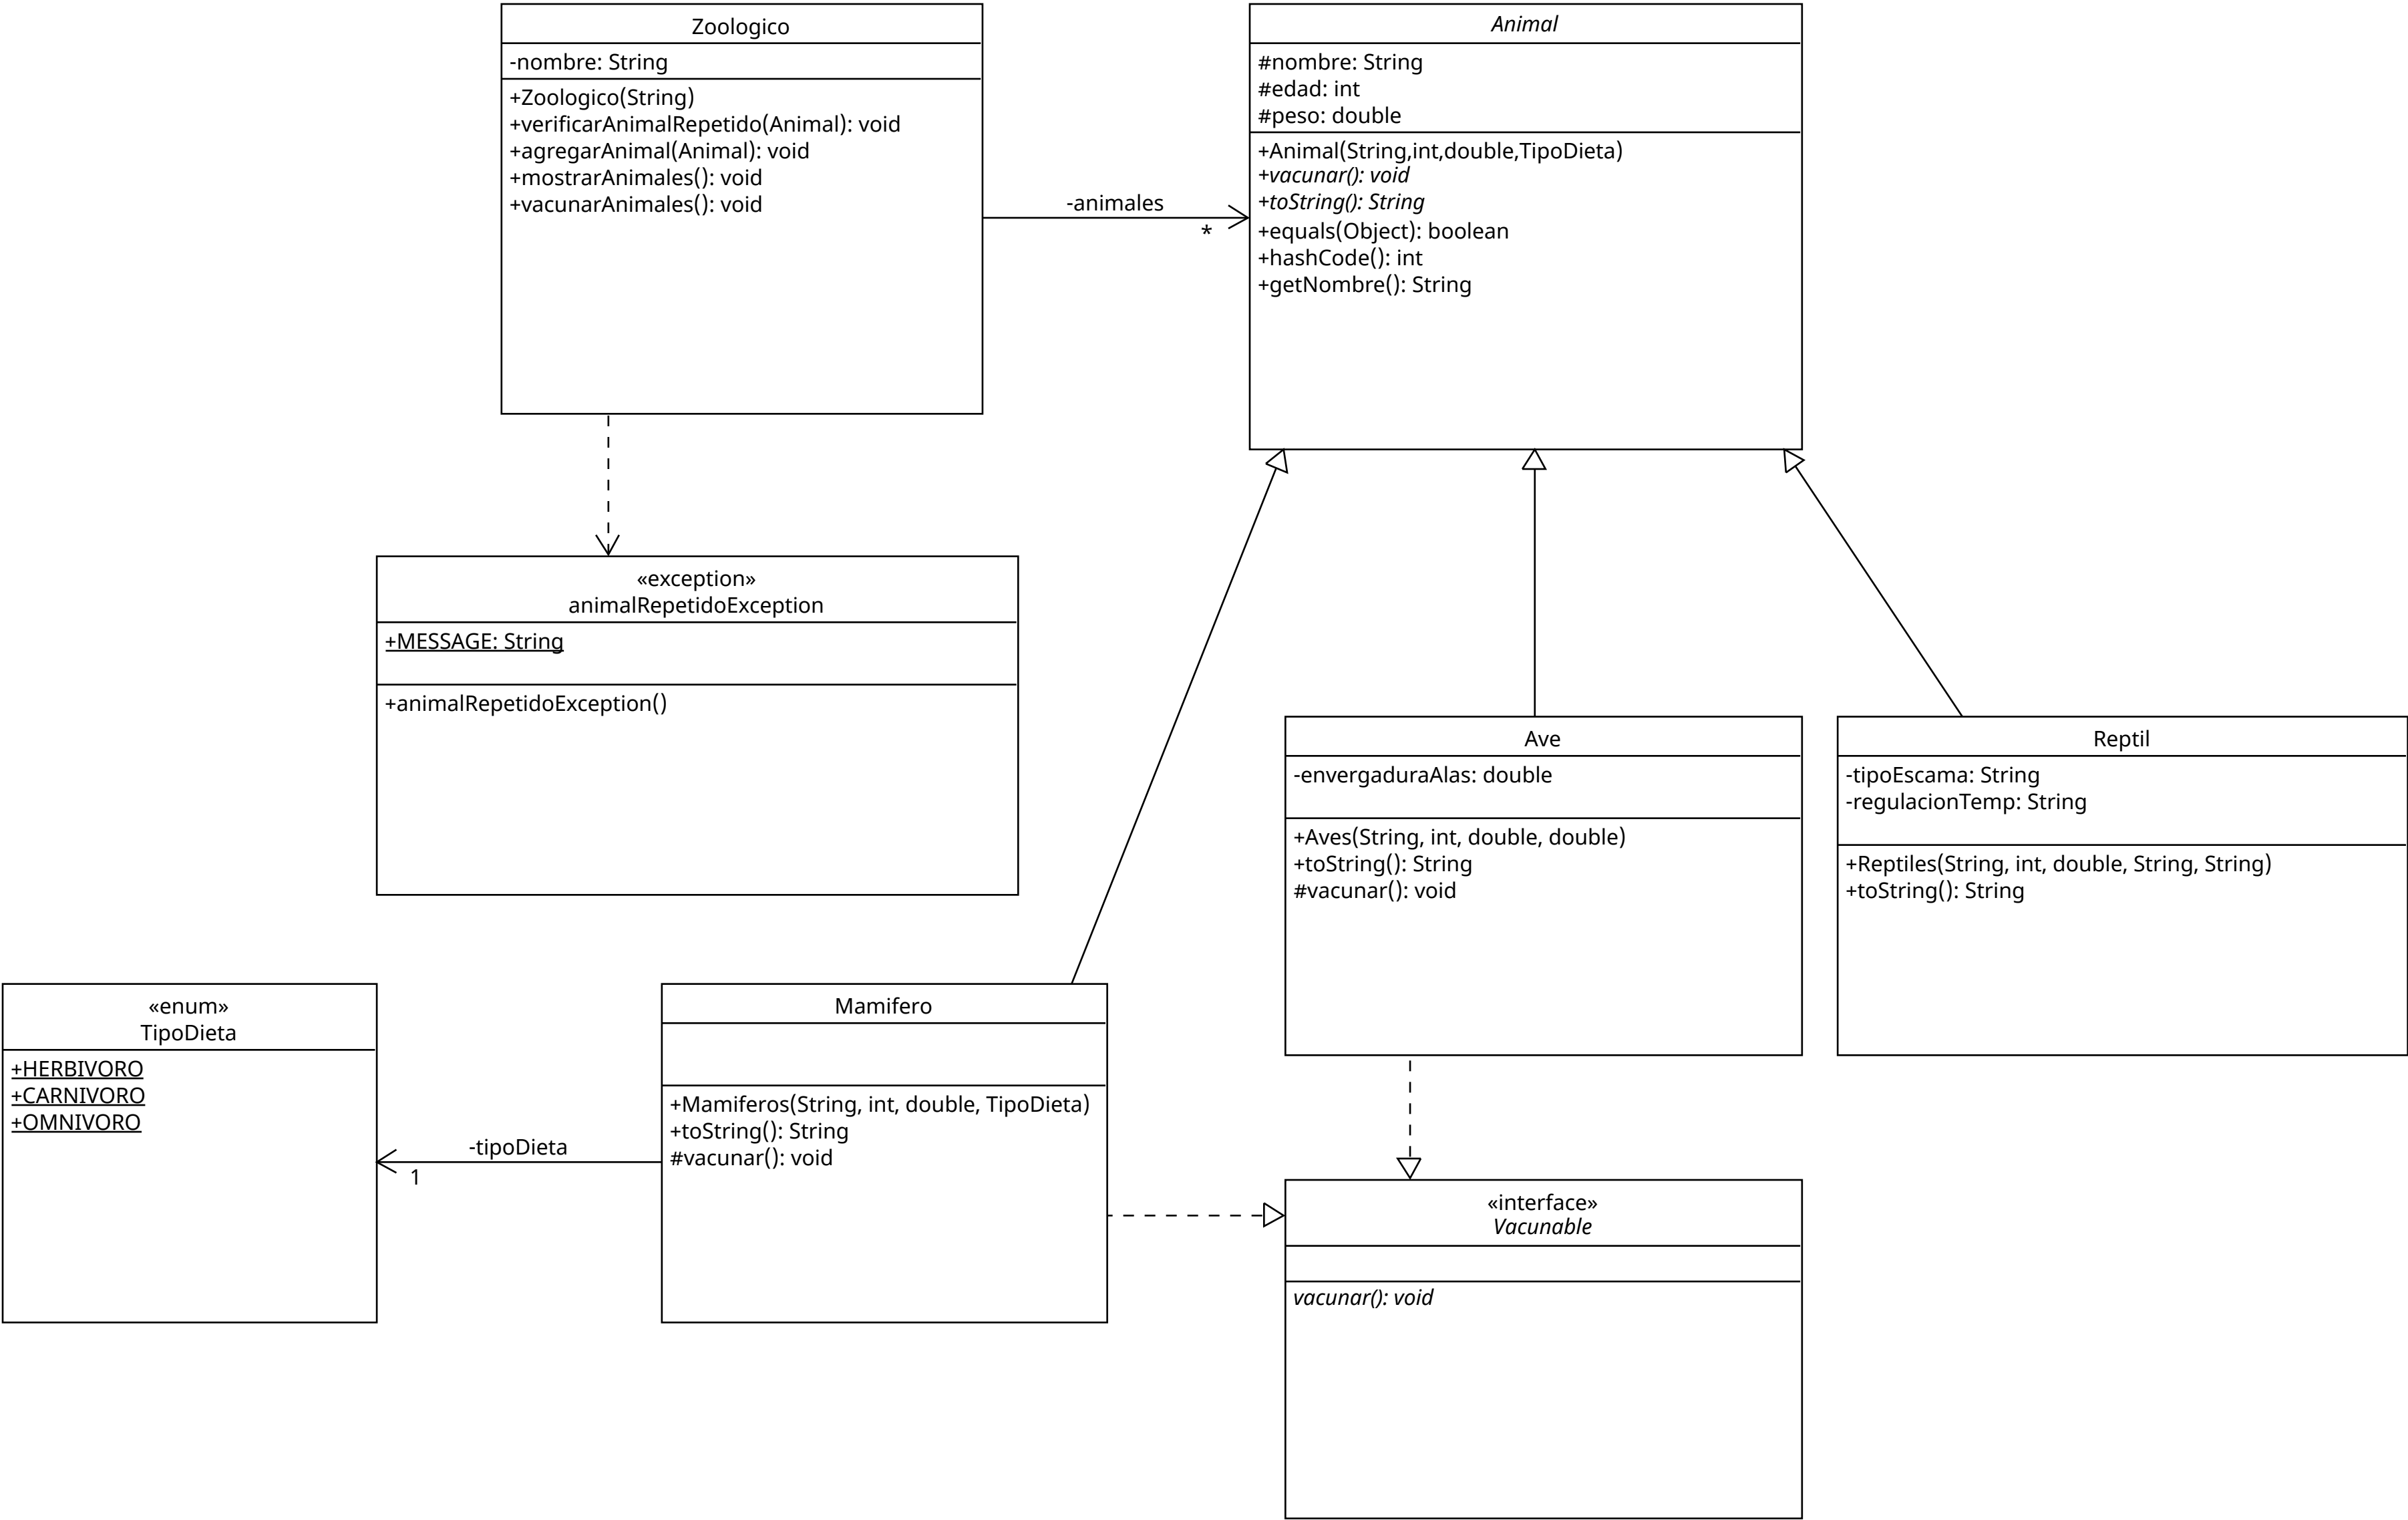 Zoologico
-nombre: String
+Zoologico(String)
+verificarAnimalRepetido(Animal): void
+agregarAnimal(Animal): void
+mostrarAnimales(): void
+vacunarAnimales(): void
-animales
*
Animal
#nombre: String
#edad: int
#peso: double
+Animal(String,int,double,TipoDieta)
+vacunar(): void
+toString(): String
+equals(Object): boolean
+hashCode(): int
+getNombre(): String
«exception»
animalRepetidoException
+MESSAGE: String
+animalRepetidoException()
Ave
-envergaduraAlas: double
+Aves(String, int, double, double)
+toString(): String
#vacunar(): void
Reptil
-tipoEscama: String
-regulacionTemp: String
+Reptiles(String, int, double, String, String)
+toString(): String
«enum»
TipoDieta
+HERBIVORO
+CARNIVORO
+OMNIVORO
-tipoDieta
1
Mamifero
+Mamiferos(String, int, double, TipoDieta)
+toString(): String
#vacunar(): void
«interface»
Vacunable
vacunar(): void